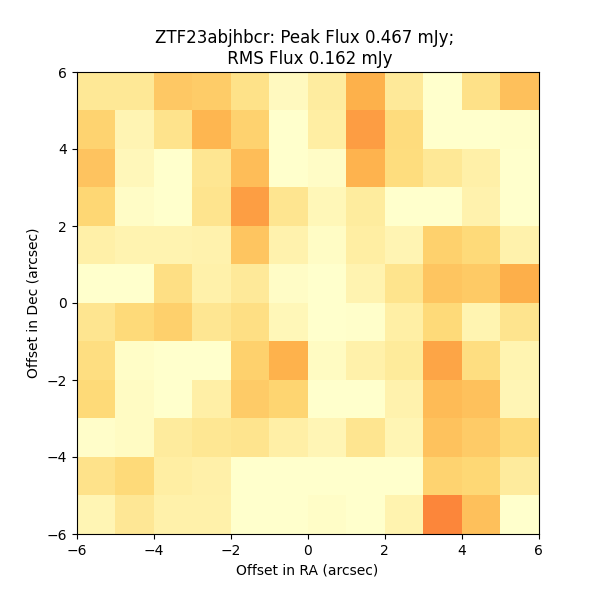 ZTF23abjhbcr: Peak Flux 0.467 mJy;
RMS Flux 0.162 mJy
6
4
2
0
−2
−4
−6
Offset in Dec (arcsec)
−6 −4 −2 0 2 4 6
Offset in RA (arcsec)